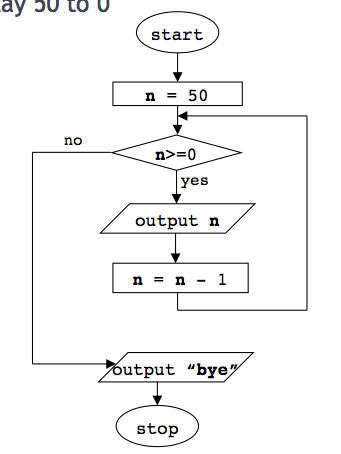 ay 50 to 0
start
n = 50
no
n>=0
yes
output n
n = n - 1
output “bye”
stop